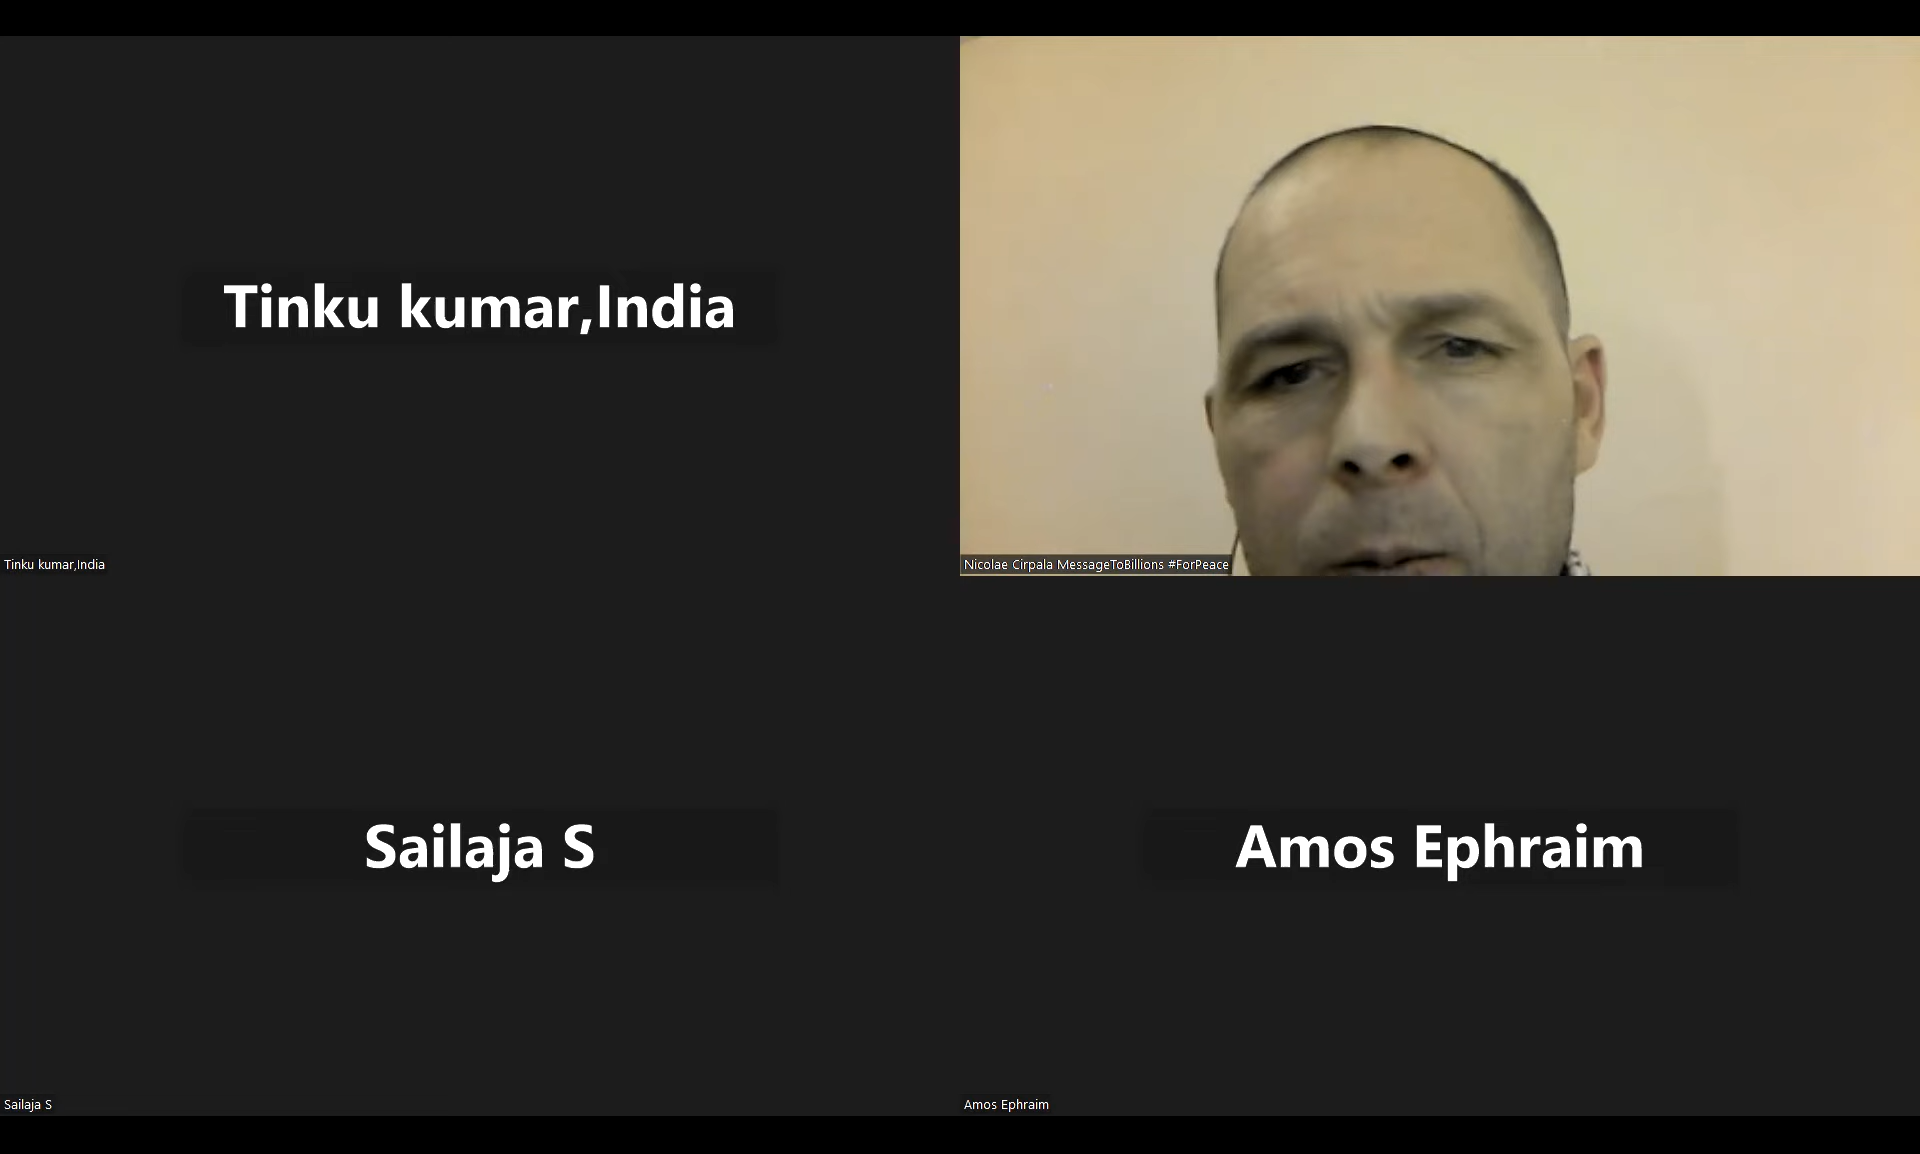 Tinku kumar,India
Tinku kumar,India
Nicolae Cirpala MessageToBillions #ForPeace
Sailaja S
Amos Ephraim
Sailaja S
Amos Ephraim